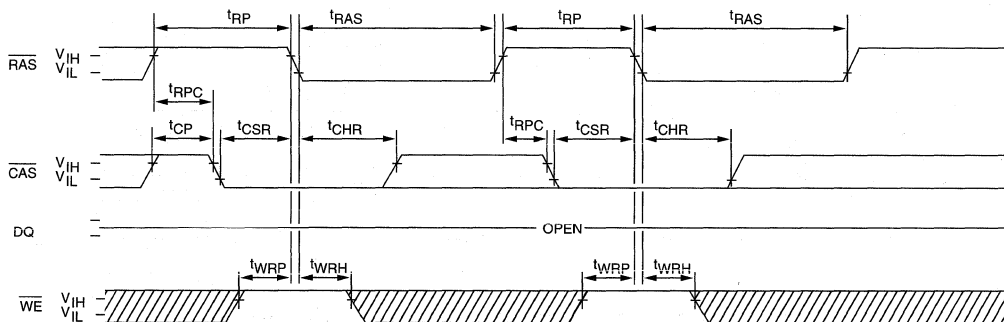 tRP tRAS tRP tRAS
RAS VIH
VIL
tRPC
tCP tCSR tCHR tRPC tCSR tCHR
CAS VIH
VIL
DQ OPEN
tWRP tWRH tWRP tWRH
WE VIH
VIL